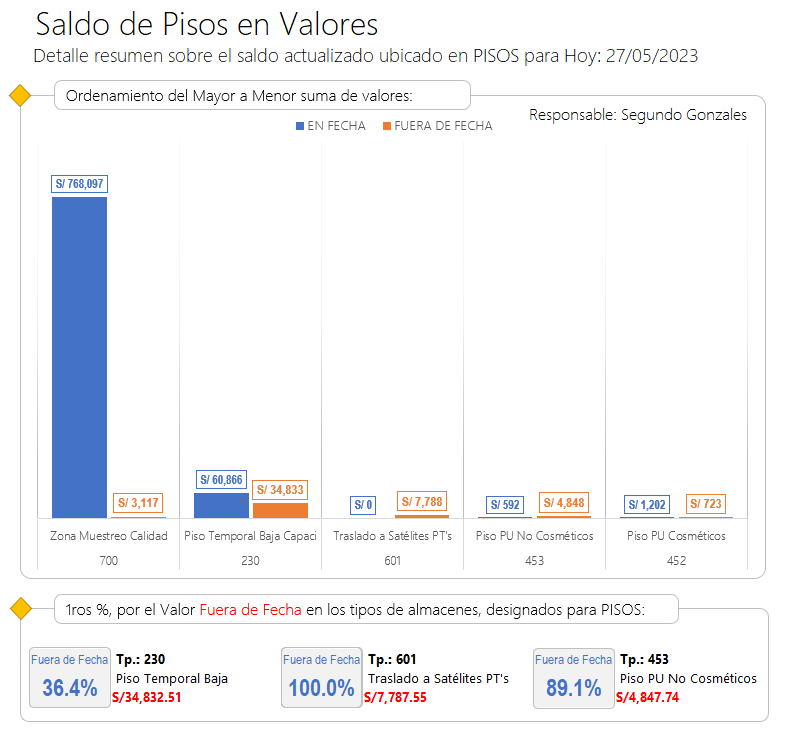 Saldo de Pisos en Valores
Detalle resumen sobre el saldo actualizado ubicado en PISOS para Hoy: 27/05/2023
Ordenamiento del Mayor a Menor suma de valores:
Responsable: Segundo Gonzales
EN FECHA FUERA DE FECHA
S/ 768,097
S/ 3,117
S/ 60,866
S/ 34,833
S/ 0
S/ 7,788
S/ 592
S/ 4,848
S/ 1,202
S/ 723
Zona Muestreo Calidad Piso Temporal Baja Capaci Traslado a Satélites PT's Piso PU No Cosméticos Piso PU Cosméticos
700 230 601 453 452
1ros %, por el Valor Fuera de Fecha en los tipos de almacenes, designados para PISOS:
Fuera de Fecha
36.4%
Tp.: 230
Piso Temporal Baja
S/34,832.51
Fuera de Fecha
100.0%
Tp.: 601
Traslado a Satélites PT's
S/7,787.55
Fuera de Fecha
89.1%
Tp.: 453
Piso PU No Cosméticos
S/4,847.74